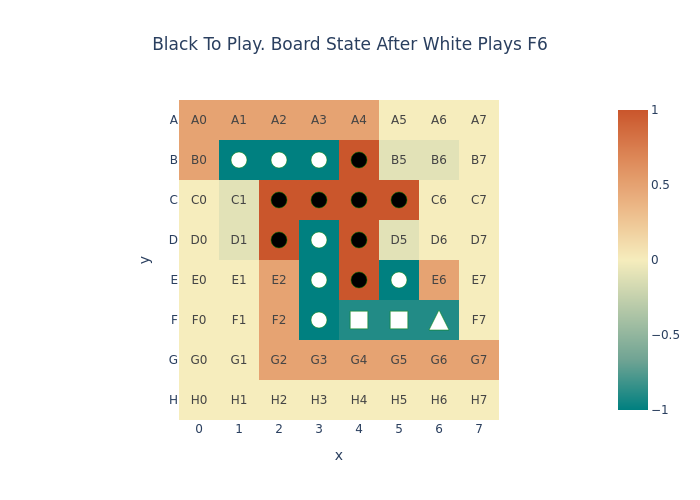 Black To Play. Board State After White Plays F6
A A0 A1 A2 A3 A4 A5 A6 A7
B B0 B5 B6 B7
C C0 C1 C6 C7
D D0 D1 D5 D6 D7
E E0 E1 E2 E6 E7
F F0 F1 F2 F7
G G0 G1 G2 G3 G4 G5 G6 G7
H H0 H1 H2 H3 H4 H5 H6 H7
0 1 2 3 4 5 6 7
x
y
1
0.5
0
−0.5
−1